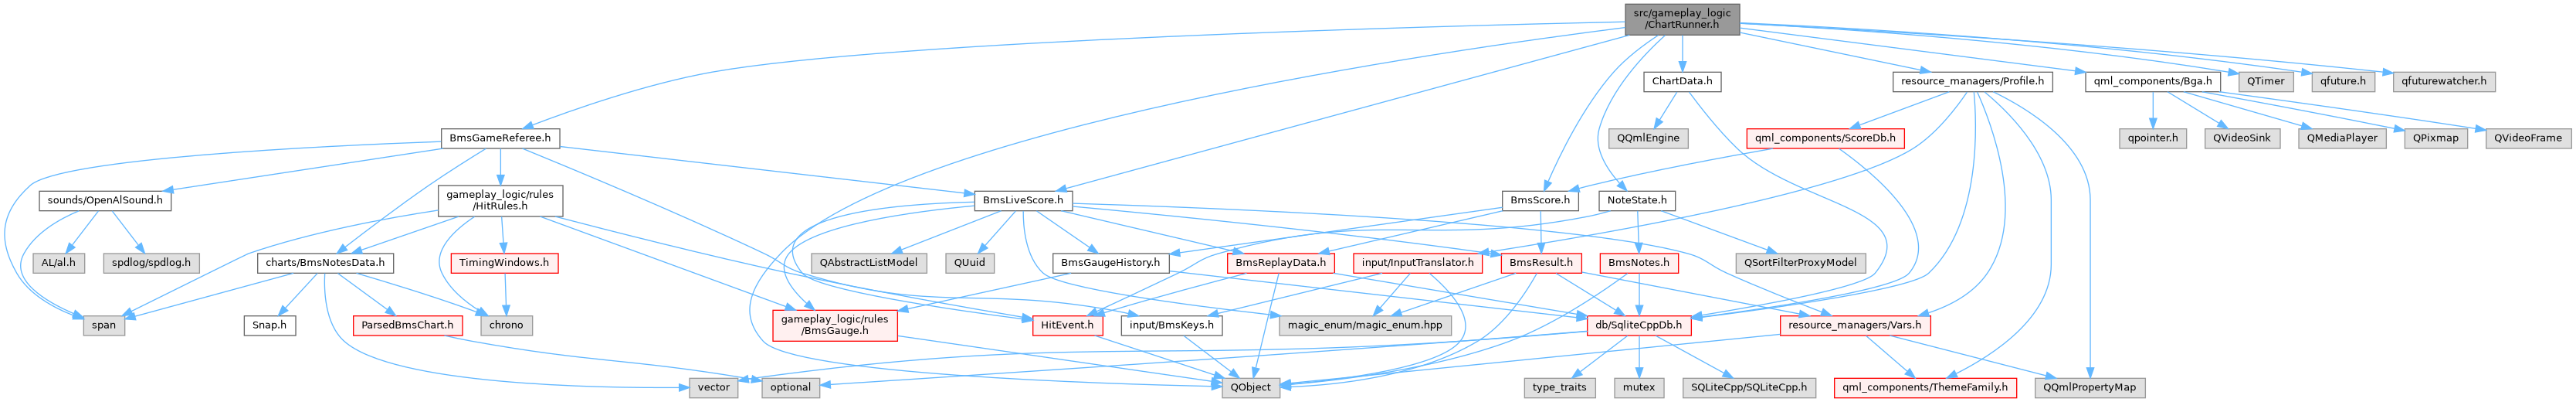 src/gameplay_logic
/ChartRunner.h
ChartData.h
resource_managers/Profile.h
qml_components/Bga.h
QTimer
qfuture.h
qfuturewatcher.h
BmsGameReferee.h
QQmlEngine
qml_components/ScoreDb.h
qpointer.h
QVideoSink
QMediaPlayer
QPixmap
QVideoFrame
sounds/OpenAlSound.h
gameplay_logic/rules
/HitRules.h
BmsLiveScore.h
BmsScore.h
NoteState.h
AL/al.h
spdlog/spdlog.h
charts/BmsNotesData.h
TimingWindows.h
QAbstractListModel
QUuid
BmsGaugeHistory.h
BmsReplayData.h
input/InputTranslator.h
BmsResult.h
BmsNotes.h
QSortFilterProxyModel
span
Snap.h
ParsedBmsChart.h
chrono
gameplay_logic/rules
/BmsGauge.h
HitEvent.h
input/BmsKeys.h
magic_enum/magic_enum.hpp
db/SqliteCppDb.h
resource_managers/Vars.h
vector
optional
QObject
type_traits
mutex
SQLiteCpp/SQLiteCpp.h
qml_components/ThemeFamily.h
QQmlPropertyMap